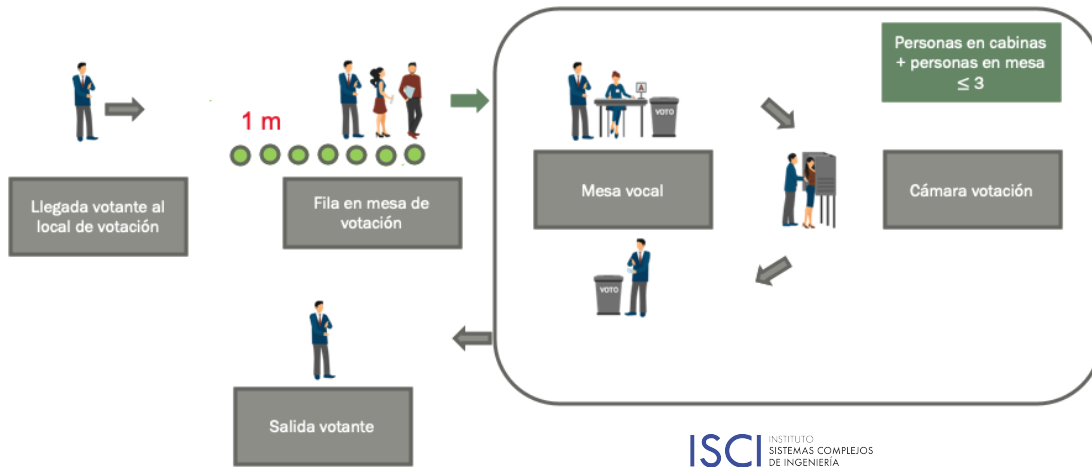 Personas en cabinas
+ personas en mesa
≤ 3
1 m
A
VOTO
Llegada votante al
local de votación
Fila en mesa de
votación
Mesa vocal
Cámara votación
VOTO
Salida votante
ISCI
INSTITUTO
SISTEMAS COMPLEJOS
DE INGENIERÍA